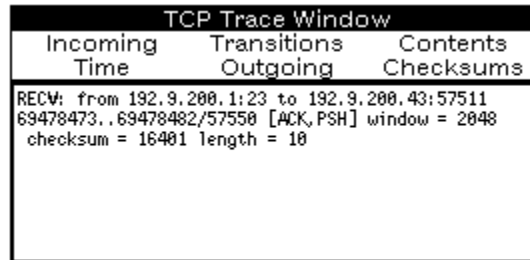 TCP Trace Window
Incoming Transitions Contents
Time Outgoing Checksums
RECV: from 192.9.200.1:23 to 192.9.200.43:57511
69478473..69478482/57550 [ACK,PSH] window = 2048
checksum = 16401 length = 10